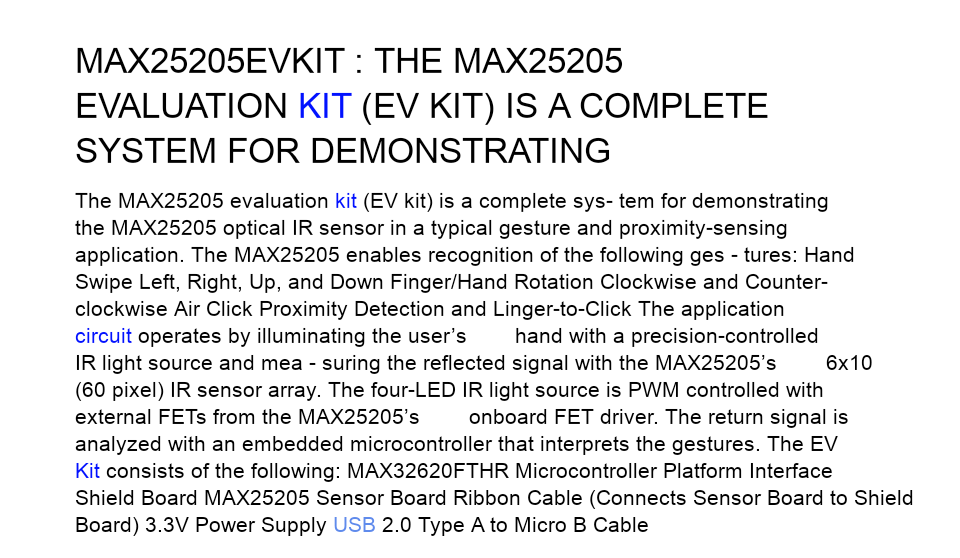 MAX25205EVKIT : THE MAX25205
EVALUATION KIT (EV KIT) IS A COMPLETE
SYSTEM FOR DEMONSTRATING
The MAX25205 evaluation kit (EV kit) is a complete sys- tem for demonstrating
the MAX25205 optical IR sensor in a typical gesture and proximity-sensing
application. The MAX25205 enables recognition of the following ges - tures: Hand
Swipe Left, Right, Up, and Down Finger/Hand Rotation Clockwise and Counter-
clockwise Air Click Proximity Detection and Linger-to-Click The application
circuit operates by illuminating the user’s hand with a precision-controlled
IR light source and mea - suring the reflected signal with the MAX25205’s 6x10
(60 pixel) IR sensor array. The four-LED IR light source is PWM controlled with
external FETs from the MAX25205’s onboard FET driver. The return signal is
analyzed with an embedded microcontroller that interprets the gestures. The EV
Kit consists of the following: MAX32620FTHR Microcontroller Platform Interface
Shield Board MAX25205 Sensor Board Ribbon Cable (Connects Sensor Board to Shield
Board) 3.3V Power Supply USB 2.0 Type A to Micro B Cable